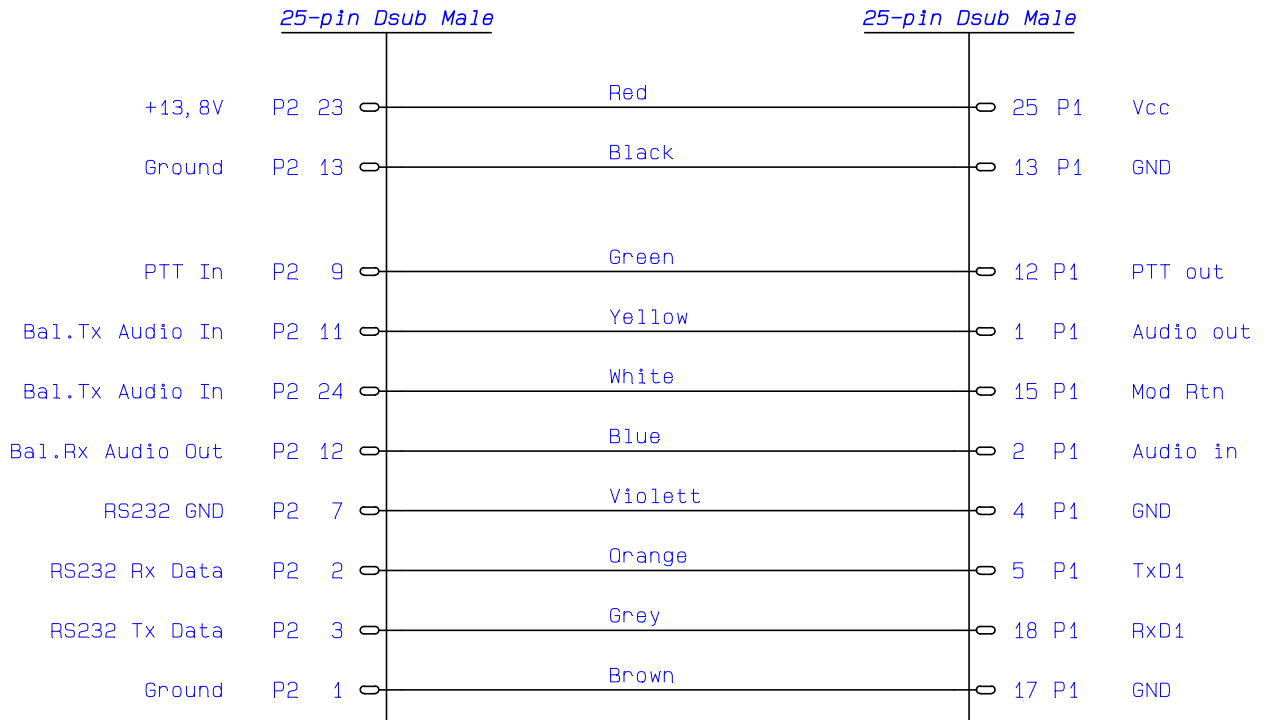 25-pin Dsub Male 25-pin Dsub Male
+13,8V P2 23 Red 25 P1 Vcc
Ground P2 13 Black 13 P1 GND
PTT In P2 9 Green 12 P1 PTT out
Bal.Tx Audio In P2 11 Yellow 1 P1 Audio out
Bal.Tx Audio In P2 24 White 15 P1 Mod Rtn
Bal.Rx Audio Out P2 12 Blue 2 P1 Audio in
RS232 GND P2 7 Violett 4 P1 GND
RS232 Rx Data P2 2 Orange 5 P1 TxD1
RS232 Tx Data P2 3 Grey 18 P1 RxD1
Ground P2 1 Brown 17 P1 GND